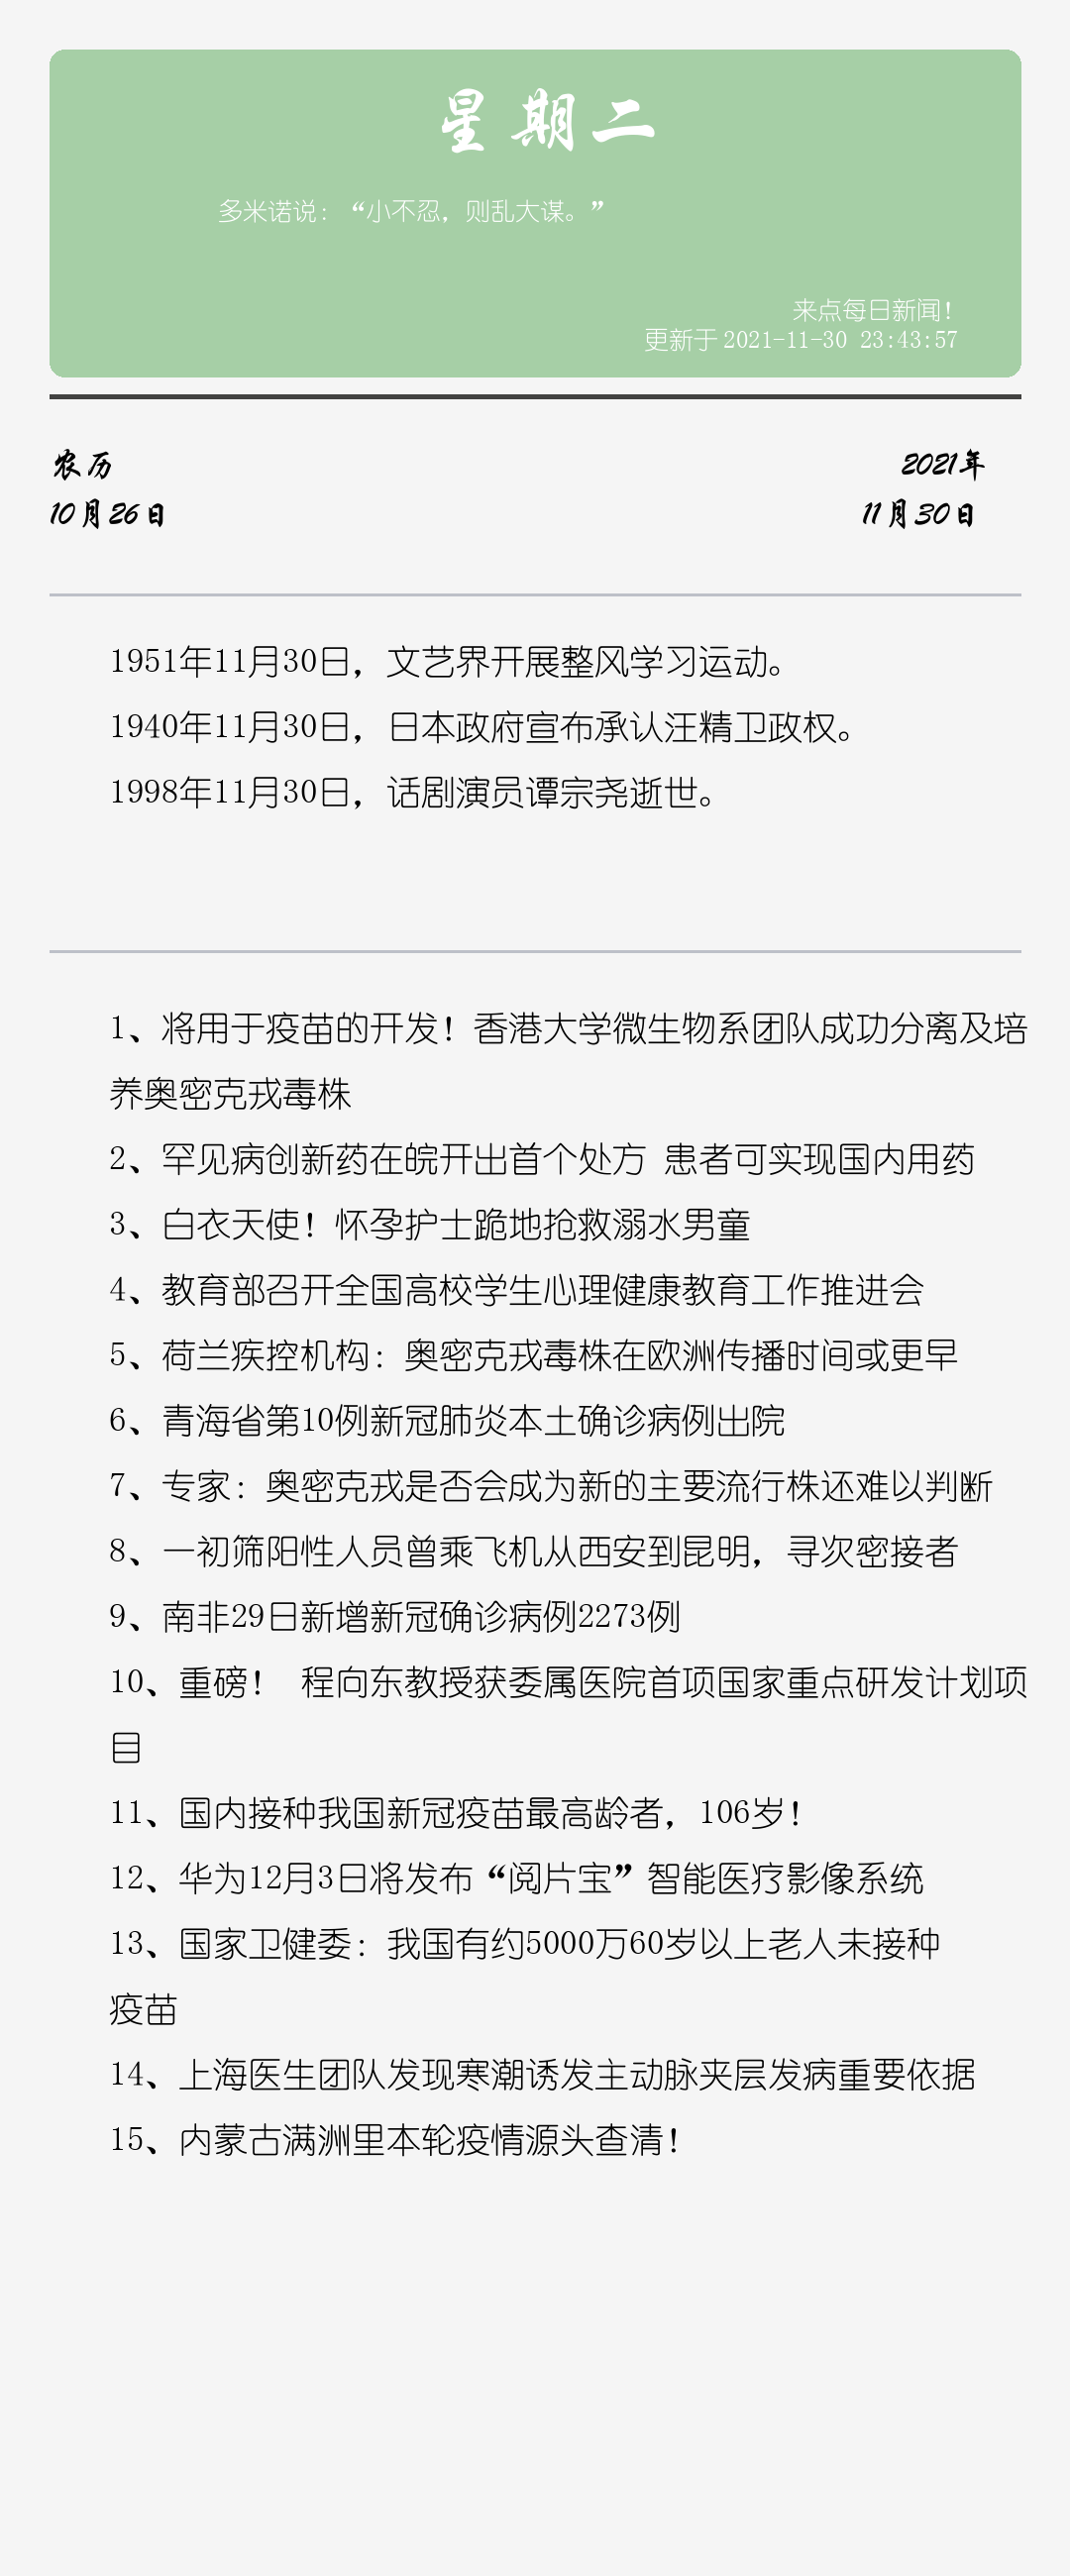 星期二
多米诺说：“小不忍，则乱大谋。”
来点每日新闻！
更新于 2021-11-30 23:43:57
农历
10月26日
2021年
11月30日
1951年11月30日，文艺界开展整风学习运动。
1940年11月30日，日本政府宣布承认汪精卫政权。
1998年11月30日，话剧演员谭宗尧逝世。
1、将用于疫苗的开发！香港大学微生物系团队成功分离及培
养奥密克戎毒株
2、罕见病创新药在皖开出首个处方 患者可实现国内用药
3、白衣天使！怀孕护士跪地抢救溺水男童
4、教育部召开全国高校学生心理健康教育工作推进会
5、荷兰疾控机构：奥密克戎毒株在欧洲传播时间或更早
6、青海省第10例新冠肺炎本土确诊病例出院
7、专家：奥密克戎是否会成为新的主要流行株还难以判断
8、一初筛阳性人员曾乘飞机从西安到昆明，寻次密接者
9、南非29日新增新冠确诊病例2273例
10、重磅！ 程向东教授获委属医院首项国家重点研发计划项
目
11、国内接种我国新冠疫苗最高龄者，106岁！
12、华为12月3日将发布“阅片宝”智能医疗影像系统
13、国家卫健委：我国有约5000万60岁以上老人未接种
疫苗
14、上海医生团队发现寒潮诱发主动脉夹层发病重要依据
15、内蒙古满洲里本轮疫情源头查清！